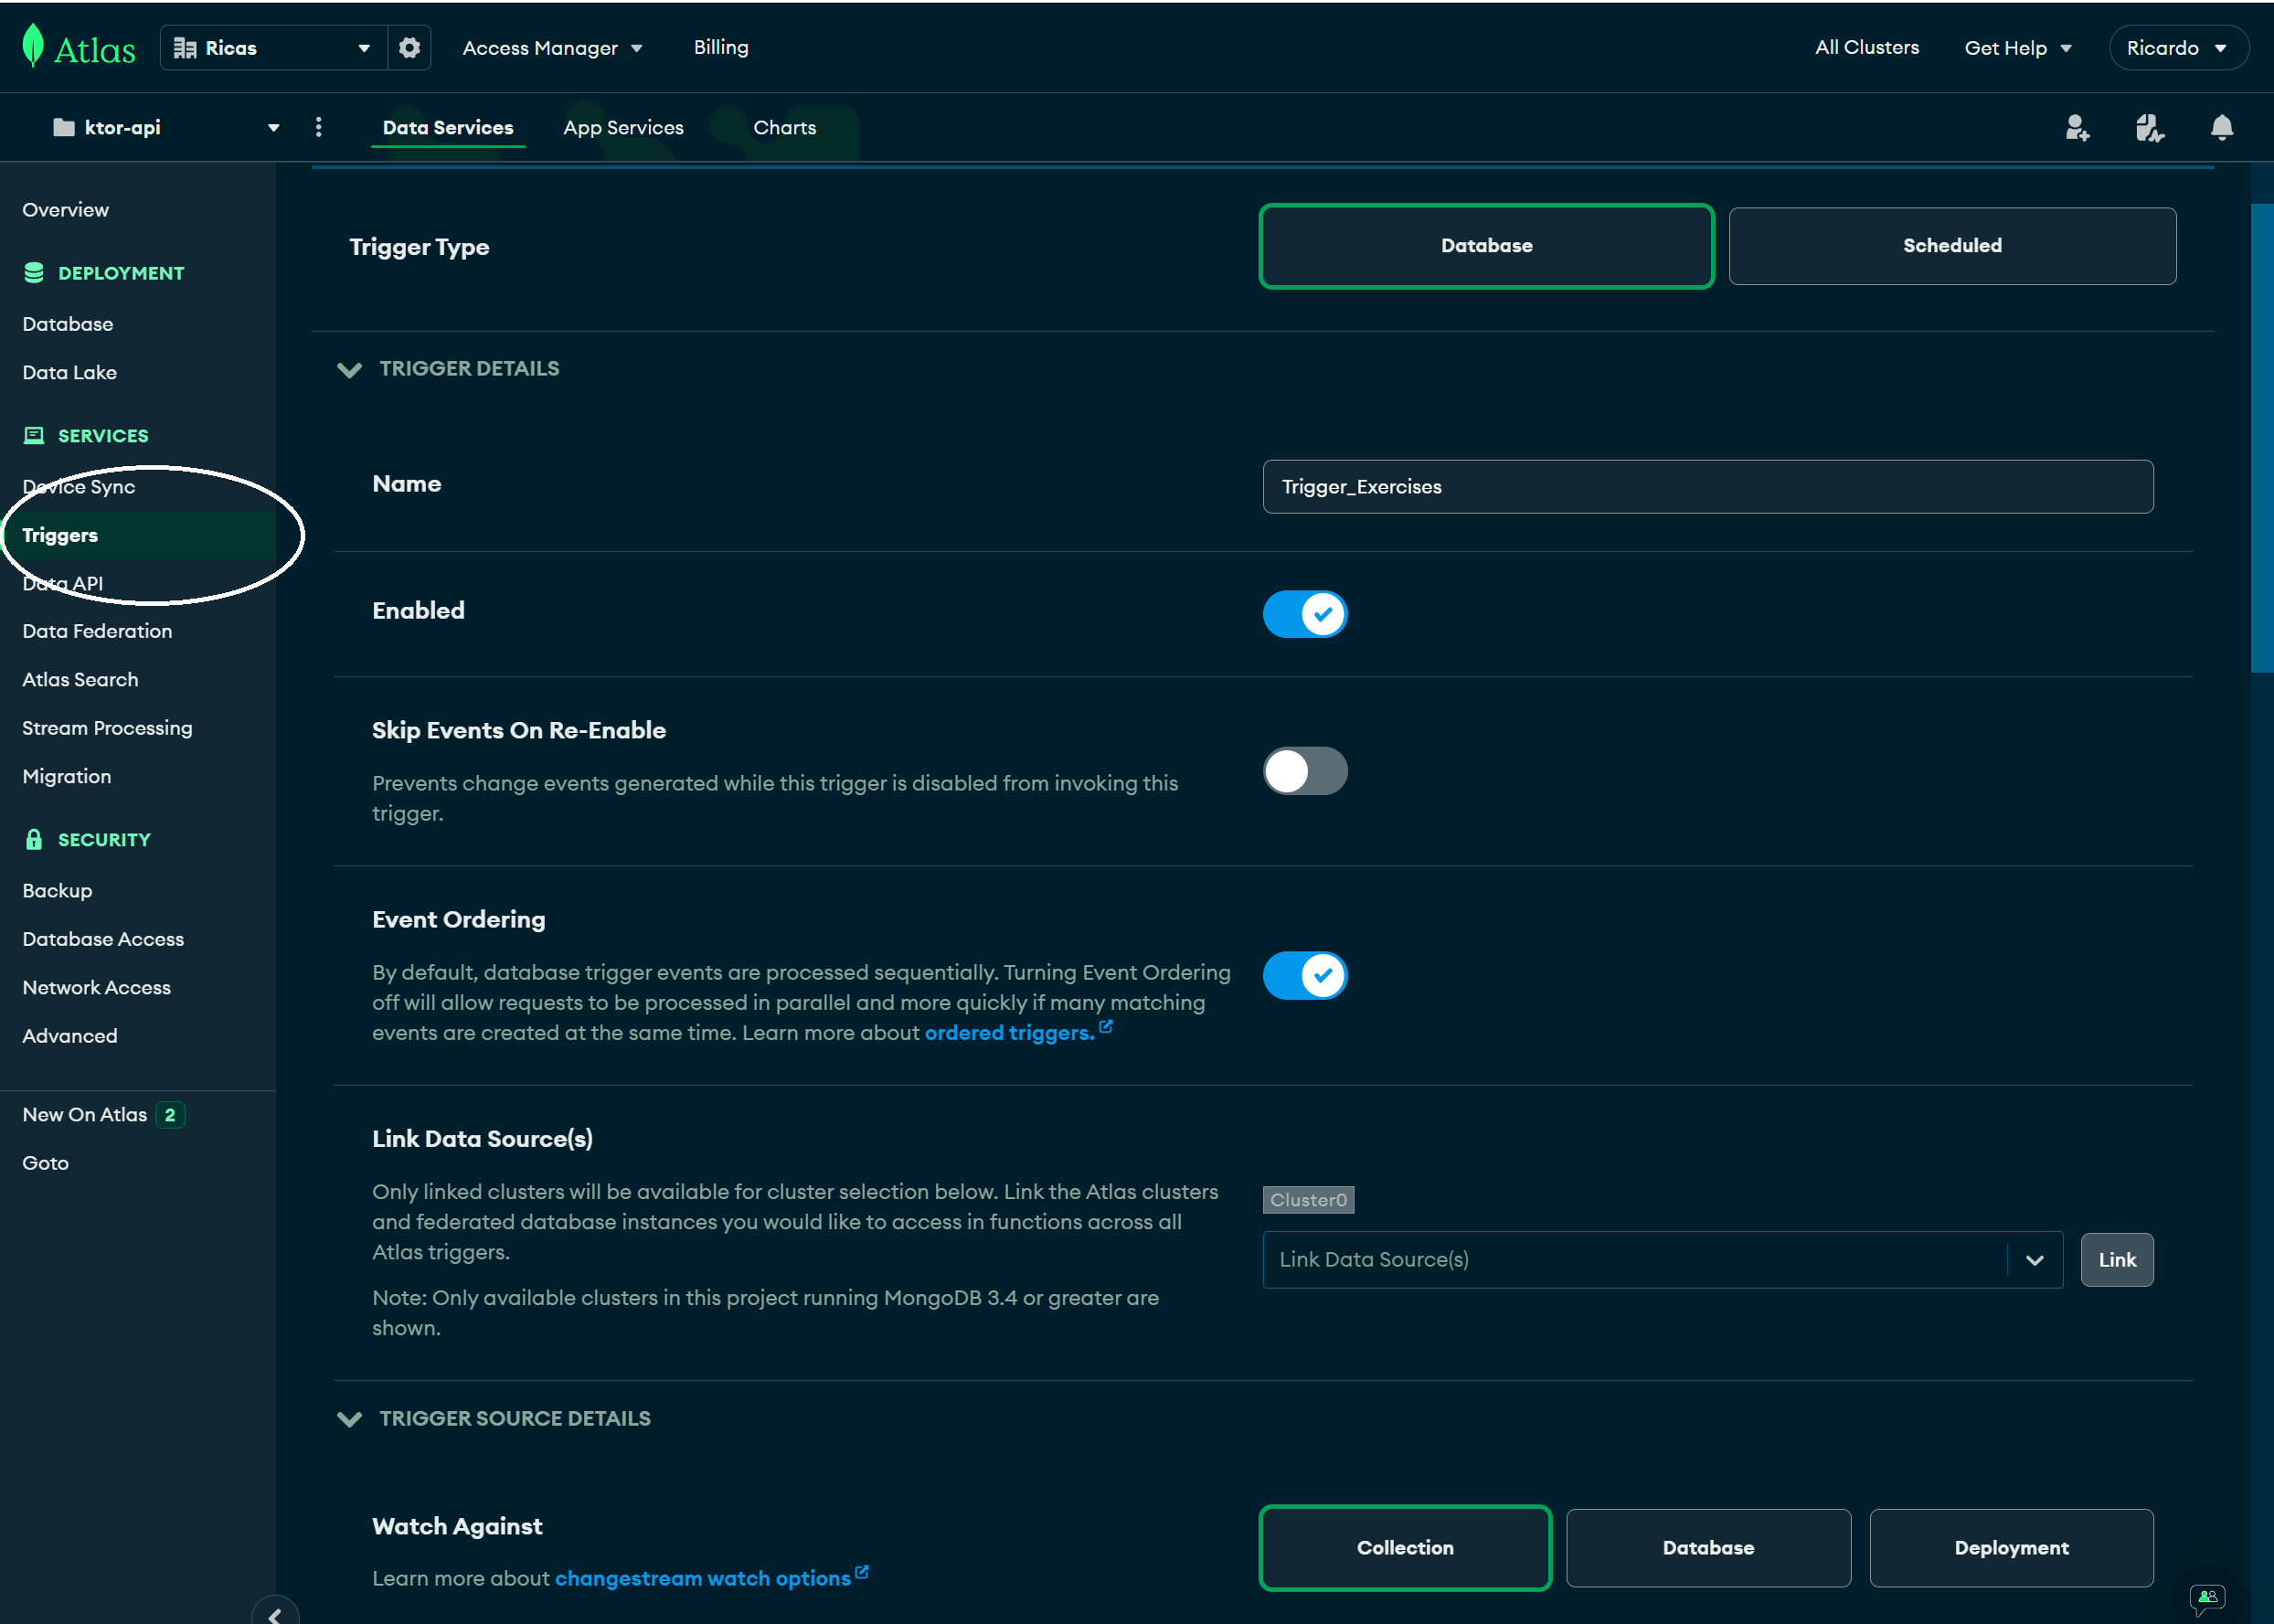 Atlas
Ricas
Access Manager
Billing
All Clusters
Get Help
Ricardo
ktor-api
Data Services
App Services
Charts
Overview
DEPLOYMENT
Database
Data Lake
SERVICES
Device Sync
Triggers
Data API
Data Federation
Atlas Search
Stream Processing
Migration
SECURITY
Backup
Database Access
Network Access
Advanced
New On Atlas 2
Goto
Trigger Type
Database
Scheduled
TRIGGER DETAILS
Name
Trigger_Exercises
Enabled
Skip Events On Re-Enable
Prevents change events generated while this trigger is disabled from invoking this
trigger.
Event Ordering
By default, database trigger events are processed sequentially. Turning Event Ordering
off will allow requests to be processed in parallel and more quickly if many matching
events are created at the same time. Learn more about ordered triggers.
Link Data Source(s)
Only linked clusters will be available for cluster selection below. Link the Atlas clusters
and federated database instances you would like to access in functions across all
Atlas triggers.
Note: Only available clusters in this project running MongoDB 3.4 or greater are
shown.
Cluster0
Link Data Source(s)
Link
TRIGGER SOURCE DETAILS
Watch Against
Learn more about changestream watch options
Collection
Database
Deployment